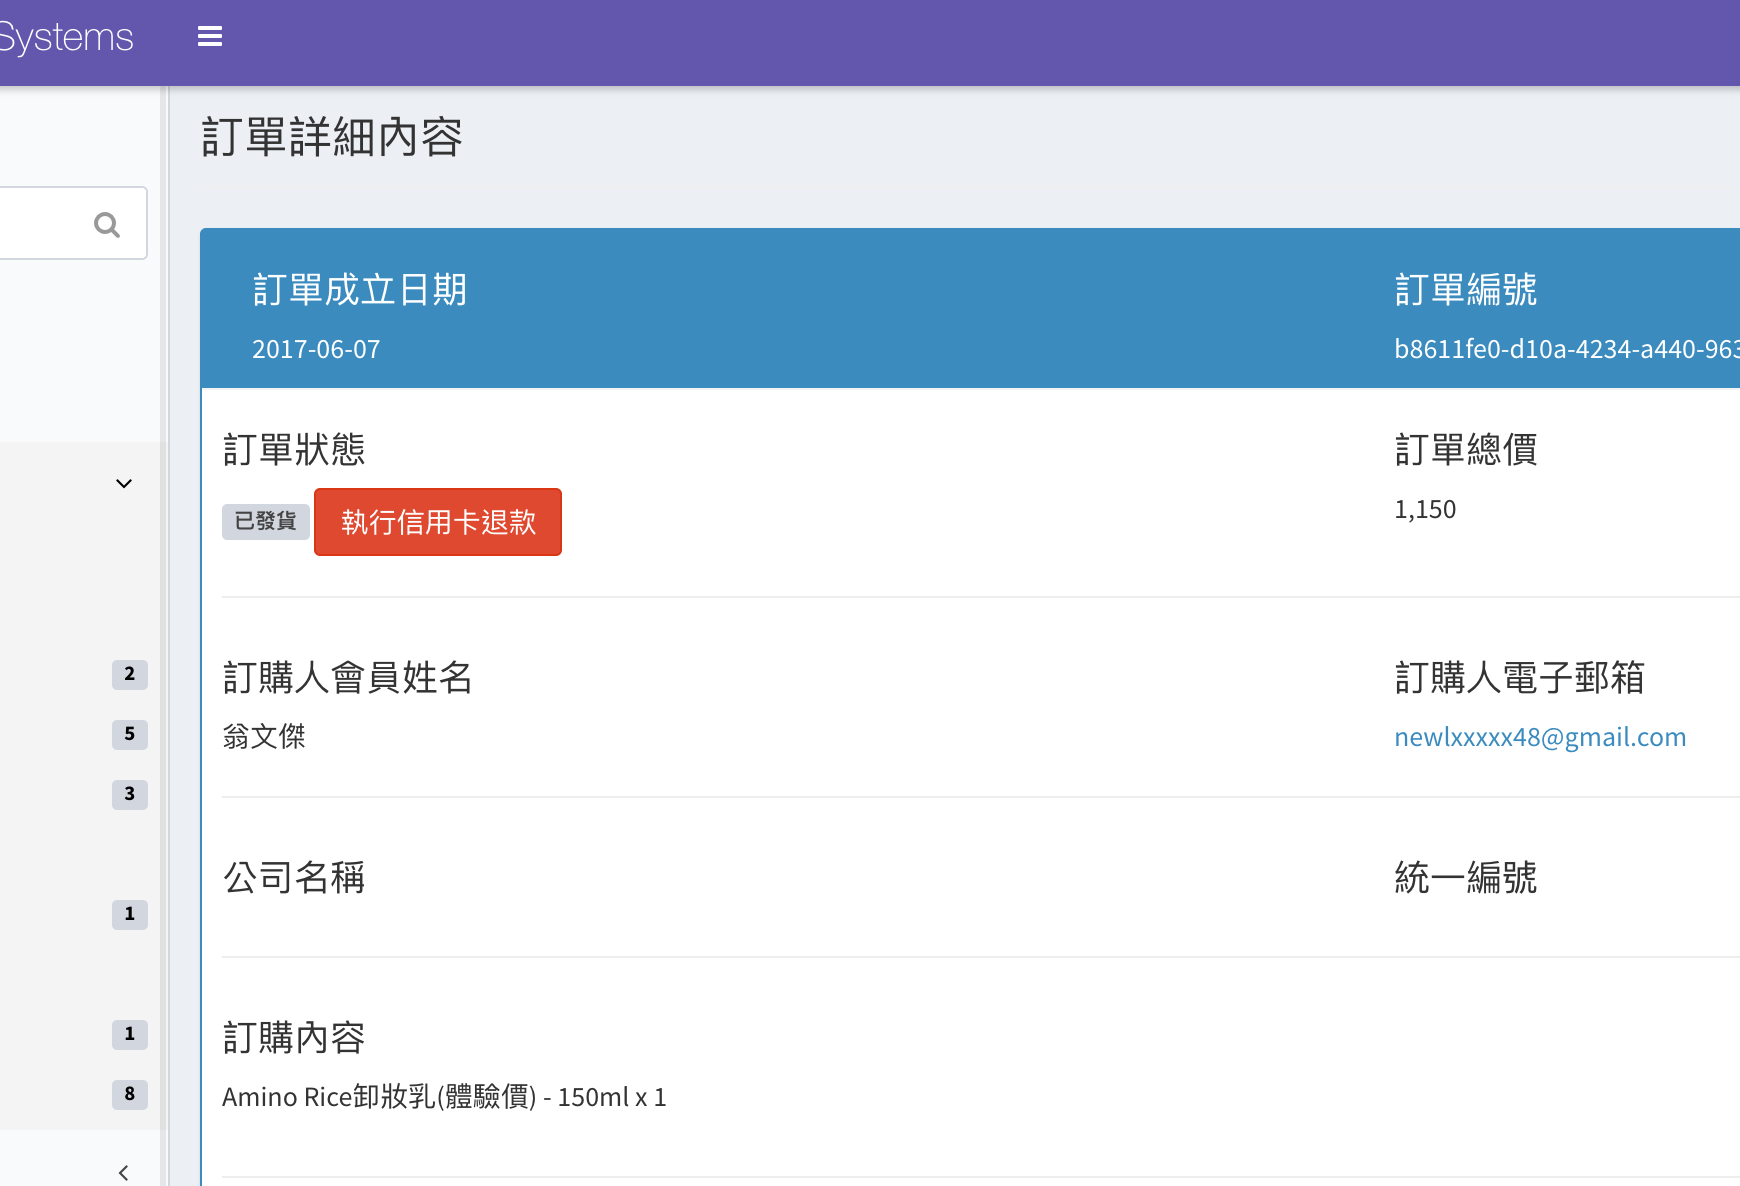 Systems
訂單詳細內容
訂單成立日期
訂單編號
2017-06-07
b8611fe0-d10a-4234-a440-963
訂單狀態
訂單總價
已發貨
執行信用卡退款
1,150
2
訂購人會員姓名
訂購人電子郵箱
5
翁文傑
newlxxxxx48@gmail.com
3
公司名稱
統一編號
1
1
訂購內容
8
Amino Rice卸妝乳(體驗價) - 150ml x 1